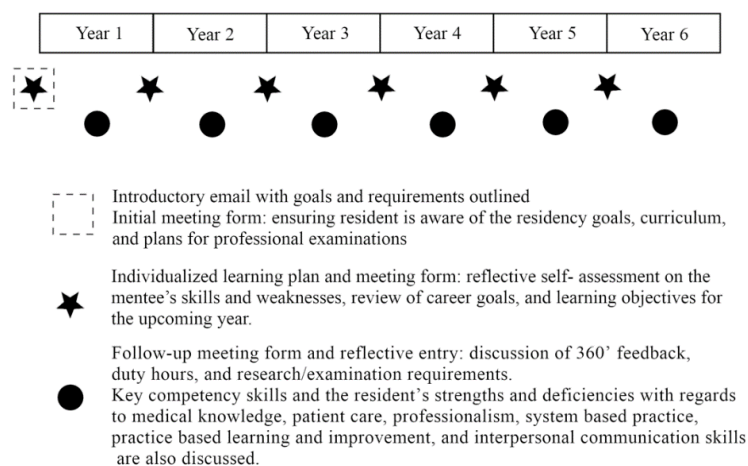 Year 1 Year 2 Year 3 Year 4 Year 5 Year 6
Introductory email with goals and requirements outlined
Initial meeting form: ensuring resident is aware of the residency goals, curriculum,
and plans for professional examinations
Individualized learning plan and meeting form: reflective self- assessment on the
mentee’s skills and weaknesses, review of career goals, and learning objectives for
the upcoming year.
Follow-up meeting form and reflective entry: discussion of 360’ feedback,
duty hours, and research/examination requirements.
Key competency skills and the resident’s strengths and deficiencies with regards
to medical knowledge, patient care, professionalism, system based practice,
practice based learning and improvement, and interpersonal communication skills
are also discussed.